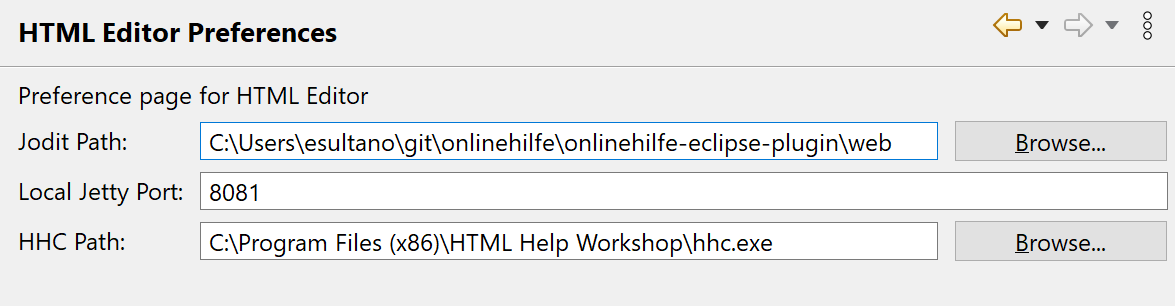 HTML Editor Preferences
Preference page for HTML Editor
Jodit Path: C:\Users\esultano\git\onlinehilfe\onlinehilfe-eclipse-plugin\web Browse...
Local Jetty Port: 8081
HHC Path: C:\Program Files (x86)\HTML Help Workshop\hhc.exe Browse...